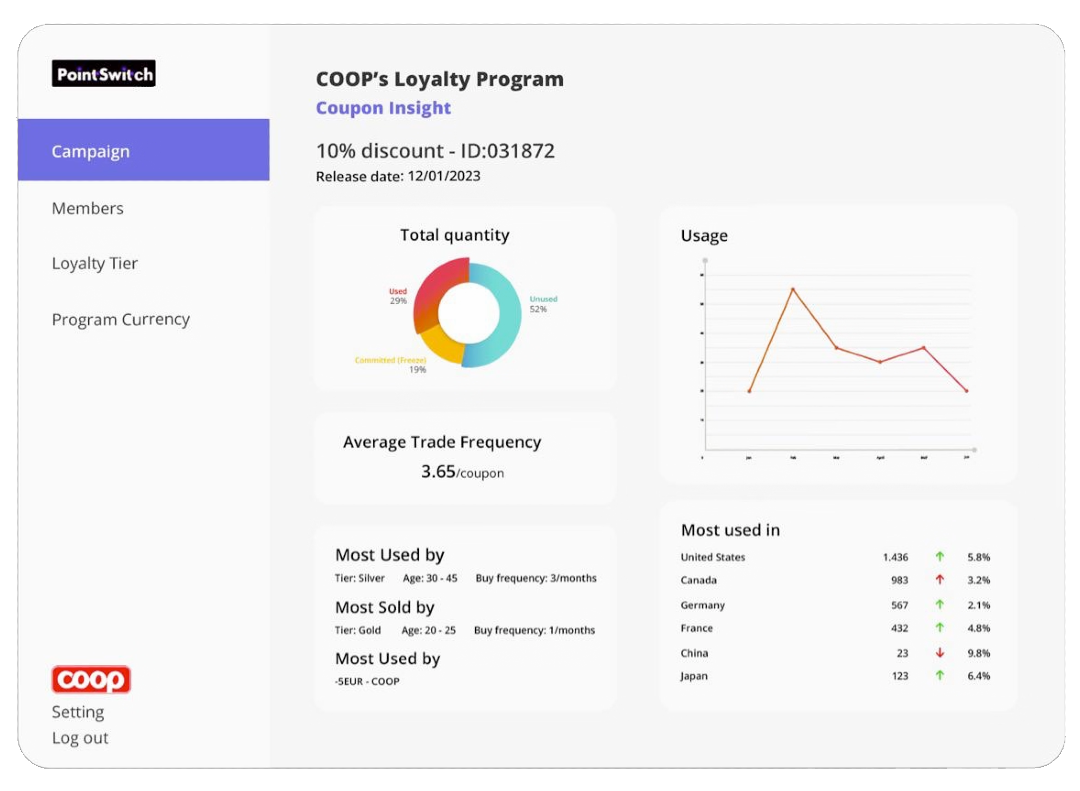 PointSwitch
Campaign
Members
Loyalty Tier
Program Currency
coop
Setting
Log out
COOP’s Loyalty Program
Coupon Insight
10% discount - ID:031872
Release date: 12/01/2023
Total quantity
Used
29%
Unused
52%
Committed (Freeze)
19%
Average Trade Frequency
3.65/coupon
Most Used by
Tier: Silver Age: 30 - 45 Buy frequency: 3/months
Most Sold by
Tier: Gold Age: 20 - 25 Buy frequency: 1/months
Most Used by
-5EUR - COOP
Usage
Most used in
United States 1.436 ↑ 5.8%
Canada 983 ↑ 3.2%
Germany 567 ↑ 2.1%
France 432 ↑ 4.8%
China 23 ↓ 9.8%
Japan 123 ↑ 6.4%